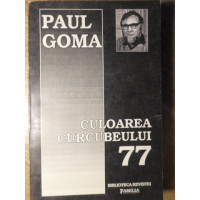 PAUL
GOMA
CULOAREA
CURCUBEULUI
77
BIBLIOTECA REVISTEI
FAMILIA